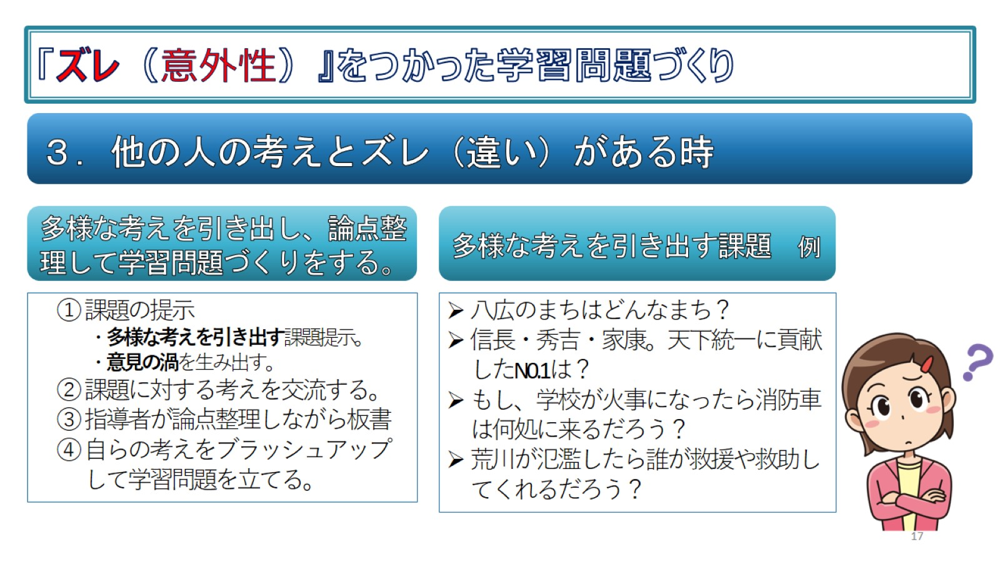 『ズレ（意外性）』をつかった学習問題づくり
３．他の人の考えとズレ（違い）がある時
多様な考えを引き出し、論点整
理して学習問題づくりをする。
多様な考えを引き出す課題　例
①課題の提示
・多様な考えを引き出す課題提示。
・意見の渦を生み出す。
②課題に対する考えを交流する。
③指導者が論点整理しながら板書
④自らの考えをブラッシュアップ
して学習問題を立てる。
➢八広のまちはどんなまち？
➢信長・秀吉・家康。天下統一に貢献
したN0.1は？
➢もし、学校が火事になったら消防車
は何処に来るだろう？
➢荒川が氾濫したら誰が救援や救助し
てくれるだろう？
?
17